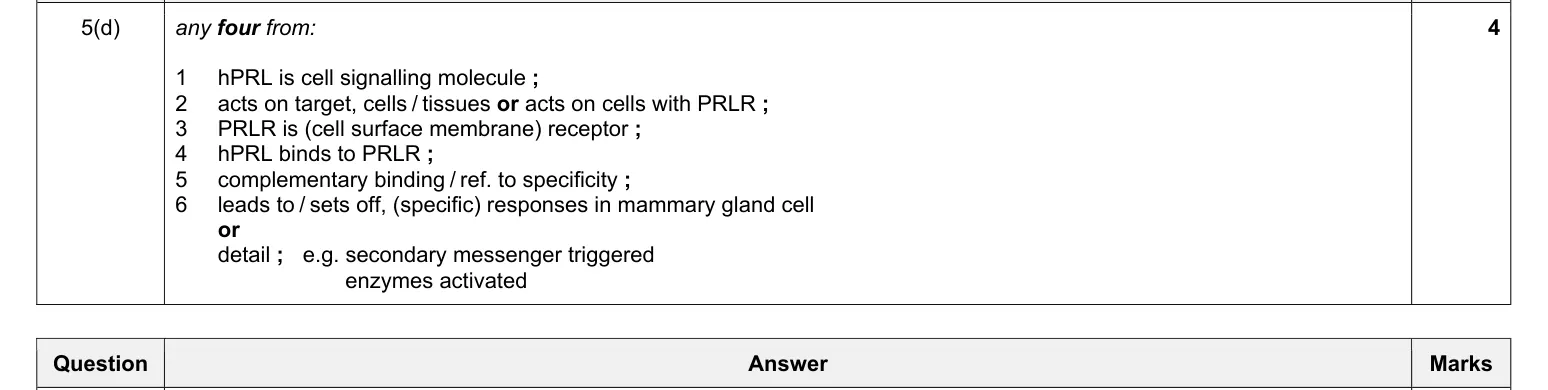 5(d) any four from: 4
1 hPRL is cell signalling molecule ;
2 acts on target, cells / tissues or acts on cells with PRLR ;
3 PRLR is (cell surface membrane) receptor ;
4 hPRL binds to PRLR ;
5 complementary binding / ref. to specificity ;
6 leads to / sets off, (specific) responses in mammary gland cell
or
detail ; e.g. secondary messenger triggered
enzymes activated
Question Answer Marks